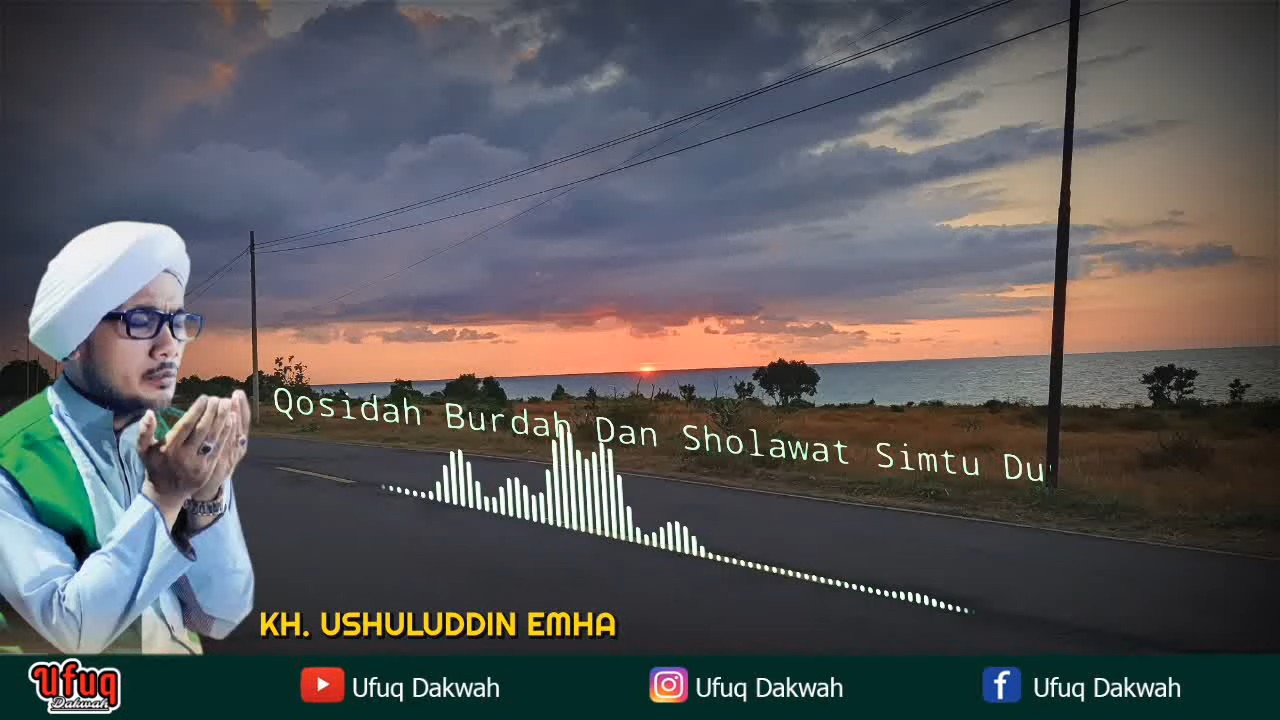 Qosidah Burdah Dan Sholawat Simtu Du
KH. USHULUDDIN EMHA
Ufuq
Dakwah
Ufuq Dakwah
Ufuq Dakwah
Ufuq Dakwah